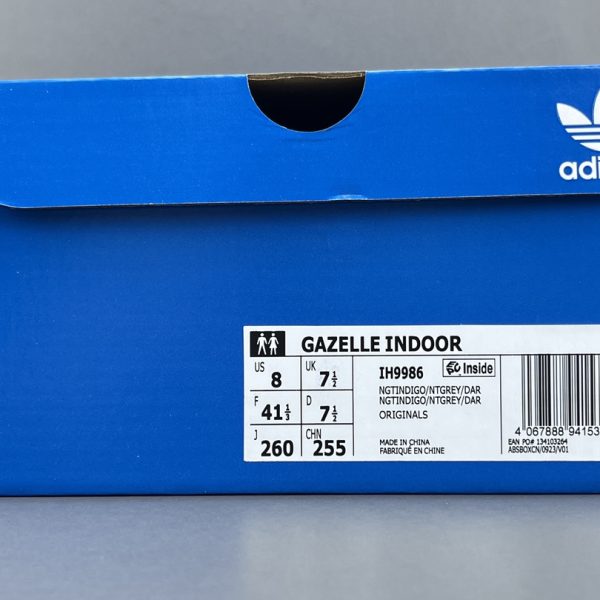 adi
GAZELLE INDOOR
US 8 UK 7½
F 41⅓ D 7½
J 260 CHN 255
IH9986 Inside
NGTINDIGO/NTGREY/DAR
NGTINDIGO/NTGREY/DAR
ORIGINALS
MADE IN CHINA
FABRIQUÉ EN CHINE
4 067888 94153
EAN PO# 134103264
ABSBOXCN/0923/V01